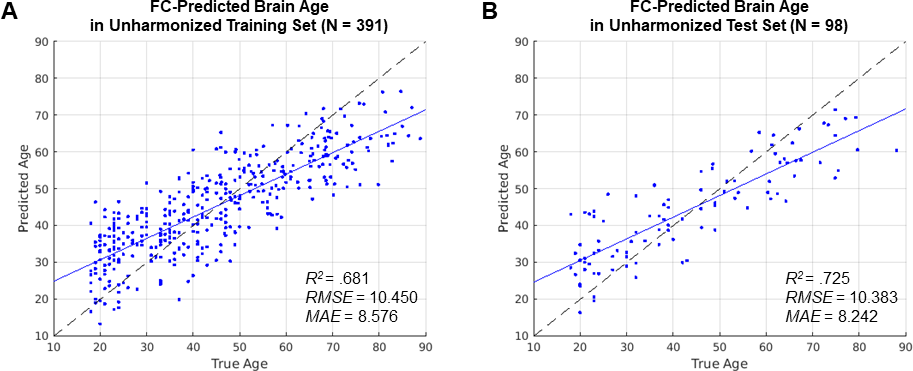 A
FC-Predicted Brain Age
in Unharmonized Training Set (N = 391)
90
80
70
60
50
40
30
20
10
Predicted Age
R² = .681
RMSE = 10.450
MAE = 8.576
10 20 30 40 50 60 70 80 90
True Age
B
FC-Predicted Brain Age
in Unharmonized Test Set (N = 98)
90
80
70
60
50
40
30
20
10
Predicted Age
R² = .725
RMSE = 10.383
MAE = 8.242
10 20 30 40 50 60 70 80 90
True Age